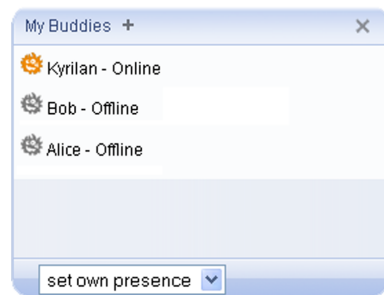 My Buddies +
Kyrilan - Online
Bob - Offline
Alice - Offline
set own presence